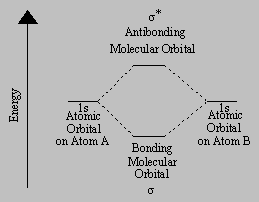 σ*
Antibonding
Molecular Orbital
Energy
1s
Atomic
Orbital
on Atom A
1s
Atomic
Orbital
on Atom B
Bonding
Molecular
Orbital
σ